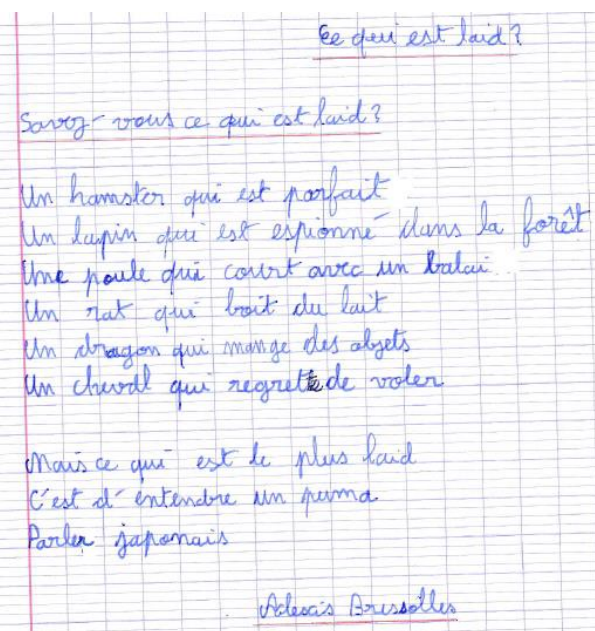 Ce qui est laid ?
Savez-vous ce qui est laid ?
Un hamster qui est parfait
Un lapin qui est espionné dans la forêt
Une poule qui court avec un balai
Un rat qui boit du lait
Un dragon qui mange des objets
Un cheval qui regrette de voler
Mais ce qui est le plus laid
C'est d'entendre un puma
Parler japonais
Alexis